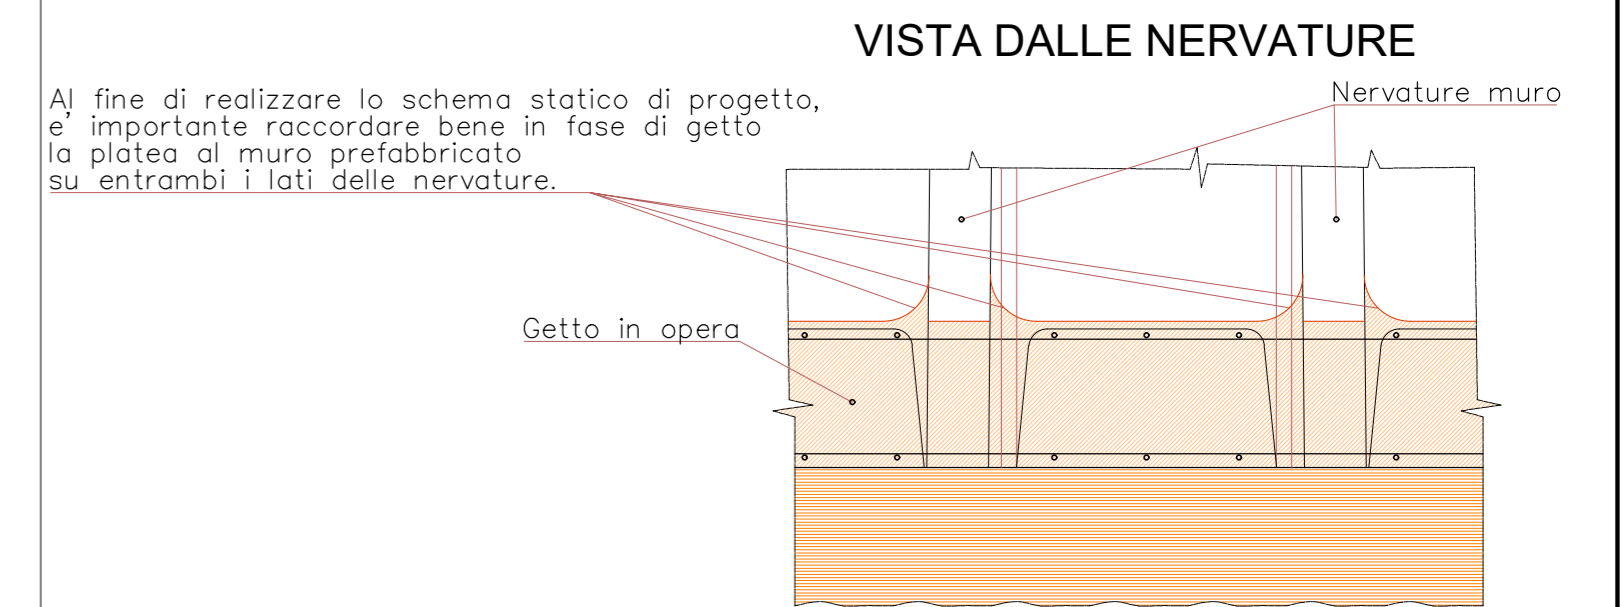 VISTA DALLE NERVATURE
Al fine di realizzare lo schema statico di progetto,
e' importante raccordare bene in fase di getto
la platea al muro prefabbricato
su entrambi i lati delle nervature.
Nervature muro
Getto in opera